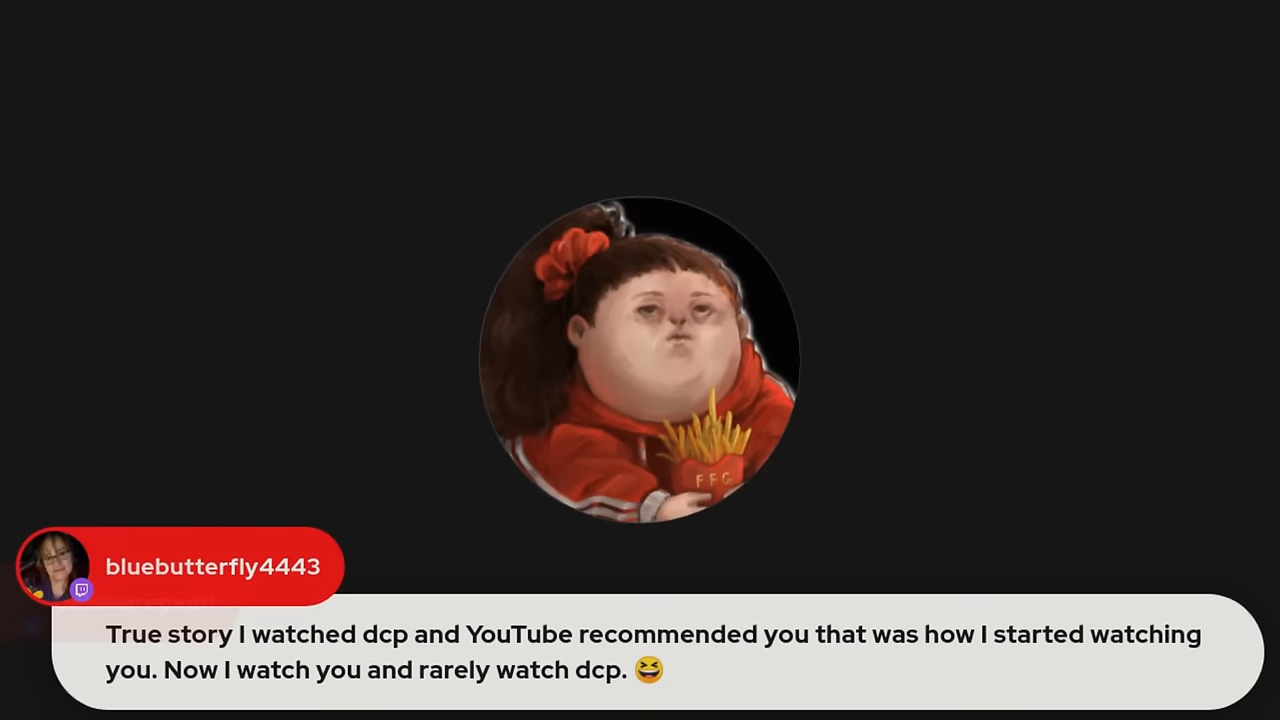 FFG
bluebutterfly4443
True story I watched dcp and YouTube recommended you that was how I started watching
you. Now I watch you and rarely watch dcp. 😆